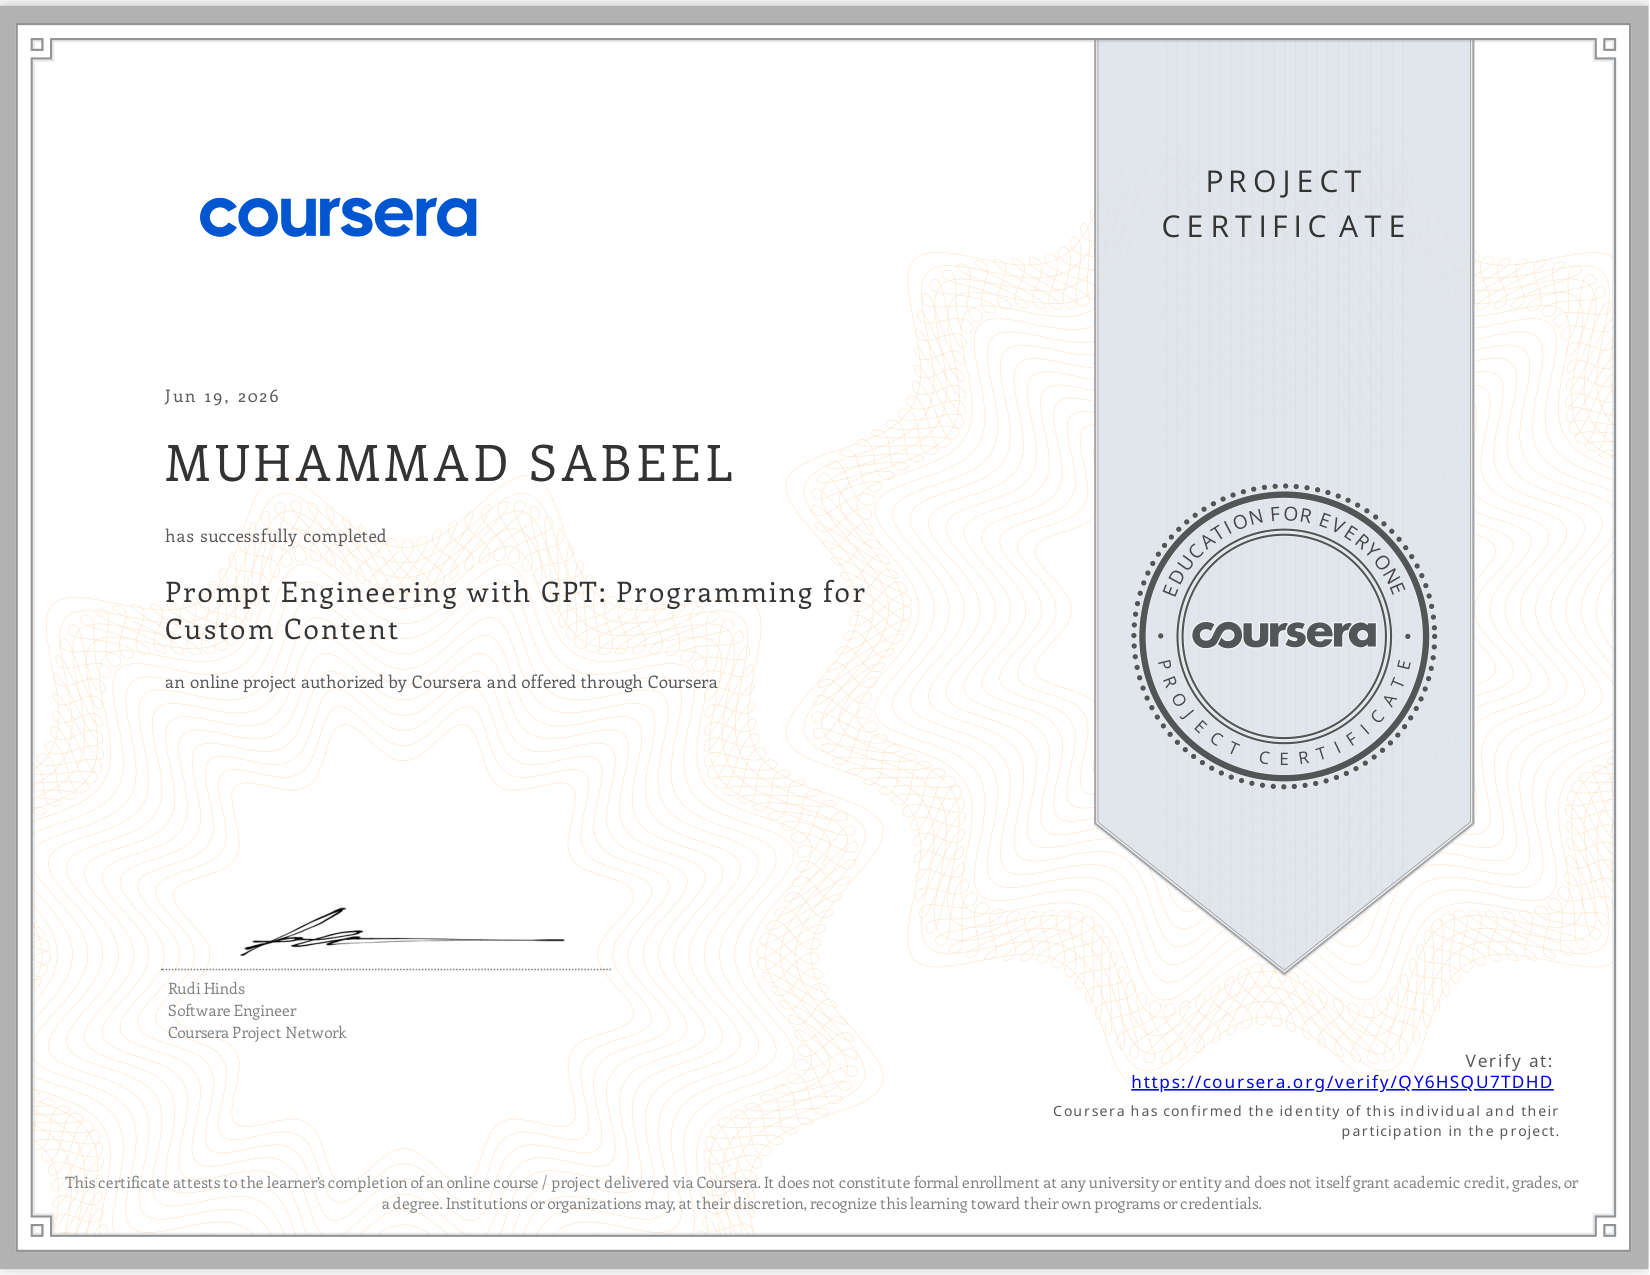 coursera
PROJECT
CERTIFICATE
Jun 19, 2026
MUHAMMAD SABEEL
has successfully completed
Prompt Engineering with GPT: Programming for
Custom Content
an online project authorized by Coursera and offered through Coursera
EDUCATION FOR EVERYONE
coursera
PROJECT CERTIFICATE
Rudi Hinds
Software Engineer
Coursera Project Network
Verify at:
https://coursera.org/verify/QY6HSQU7TDHD
Coursera has confirmed the identity of this individual and their
participation in the project.
This certificate attests to the learner's completion of an online course / project delivered via Coursera. It does not constitute formal enrollment at any university or entity and does not itself grant academic credit, grades, or
a degree. Institutions or organizations may, at their discretion, recognize this learning toward their own programs or credentials.